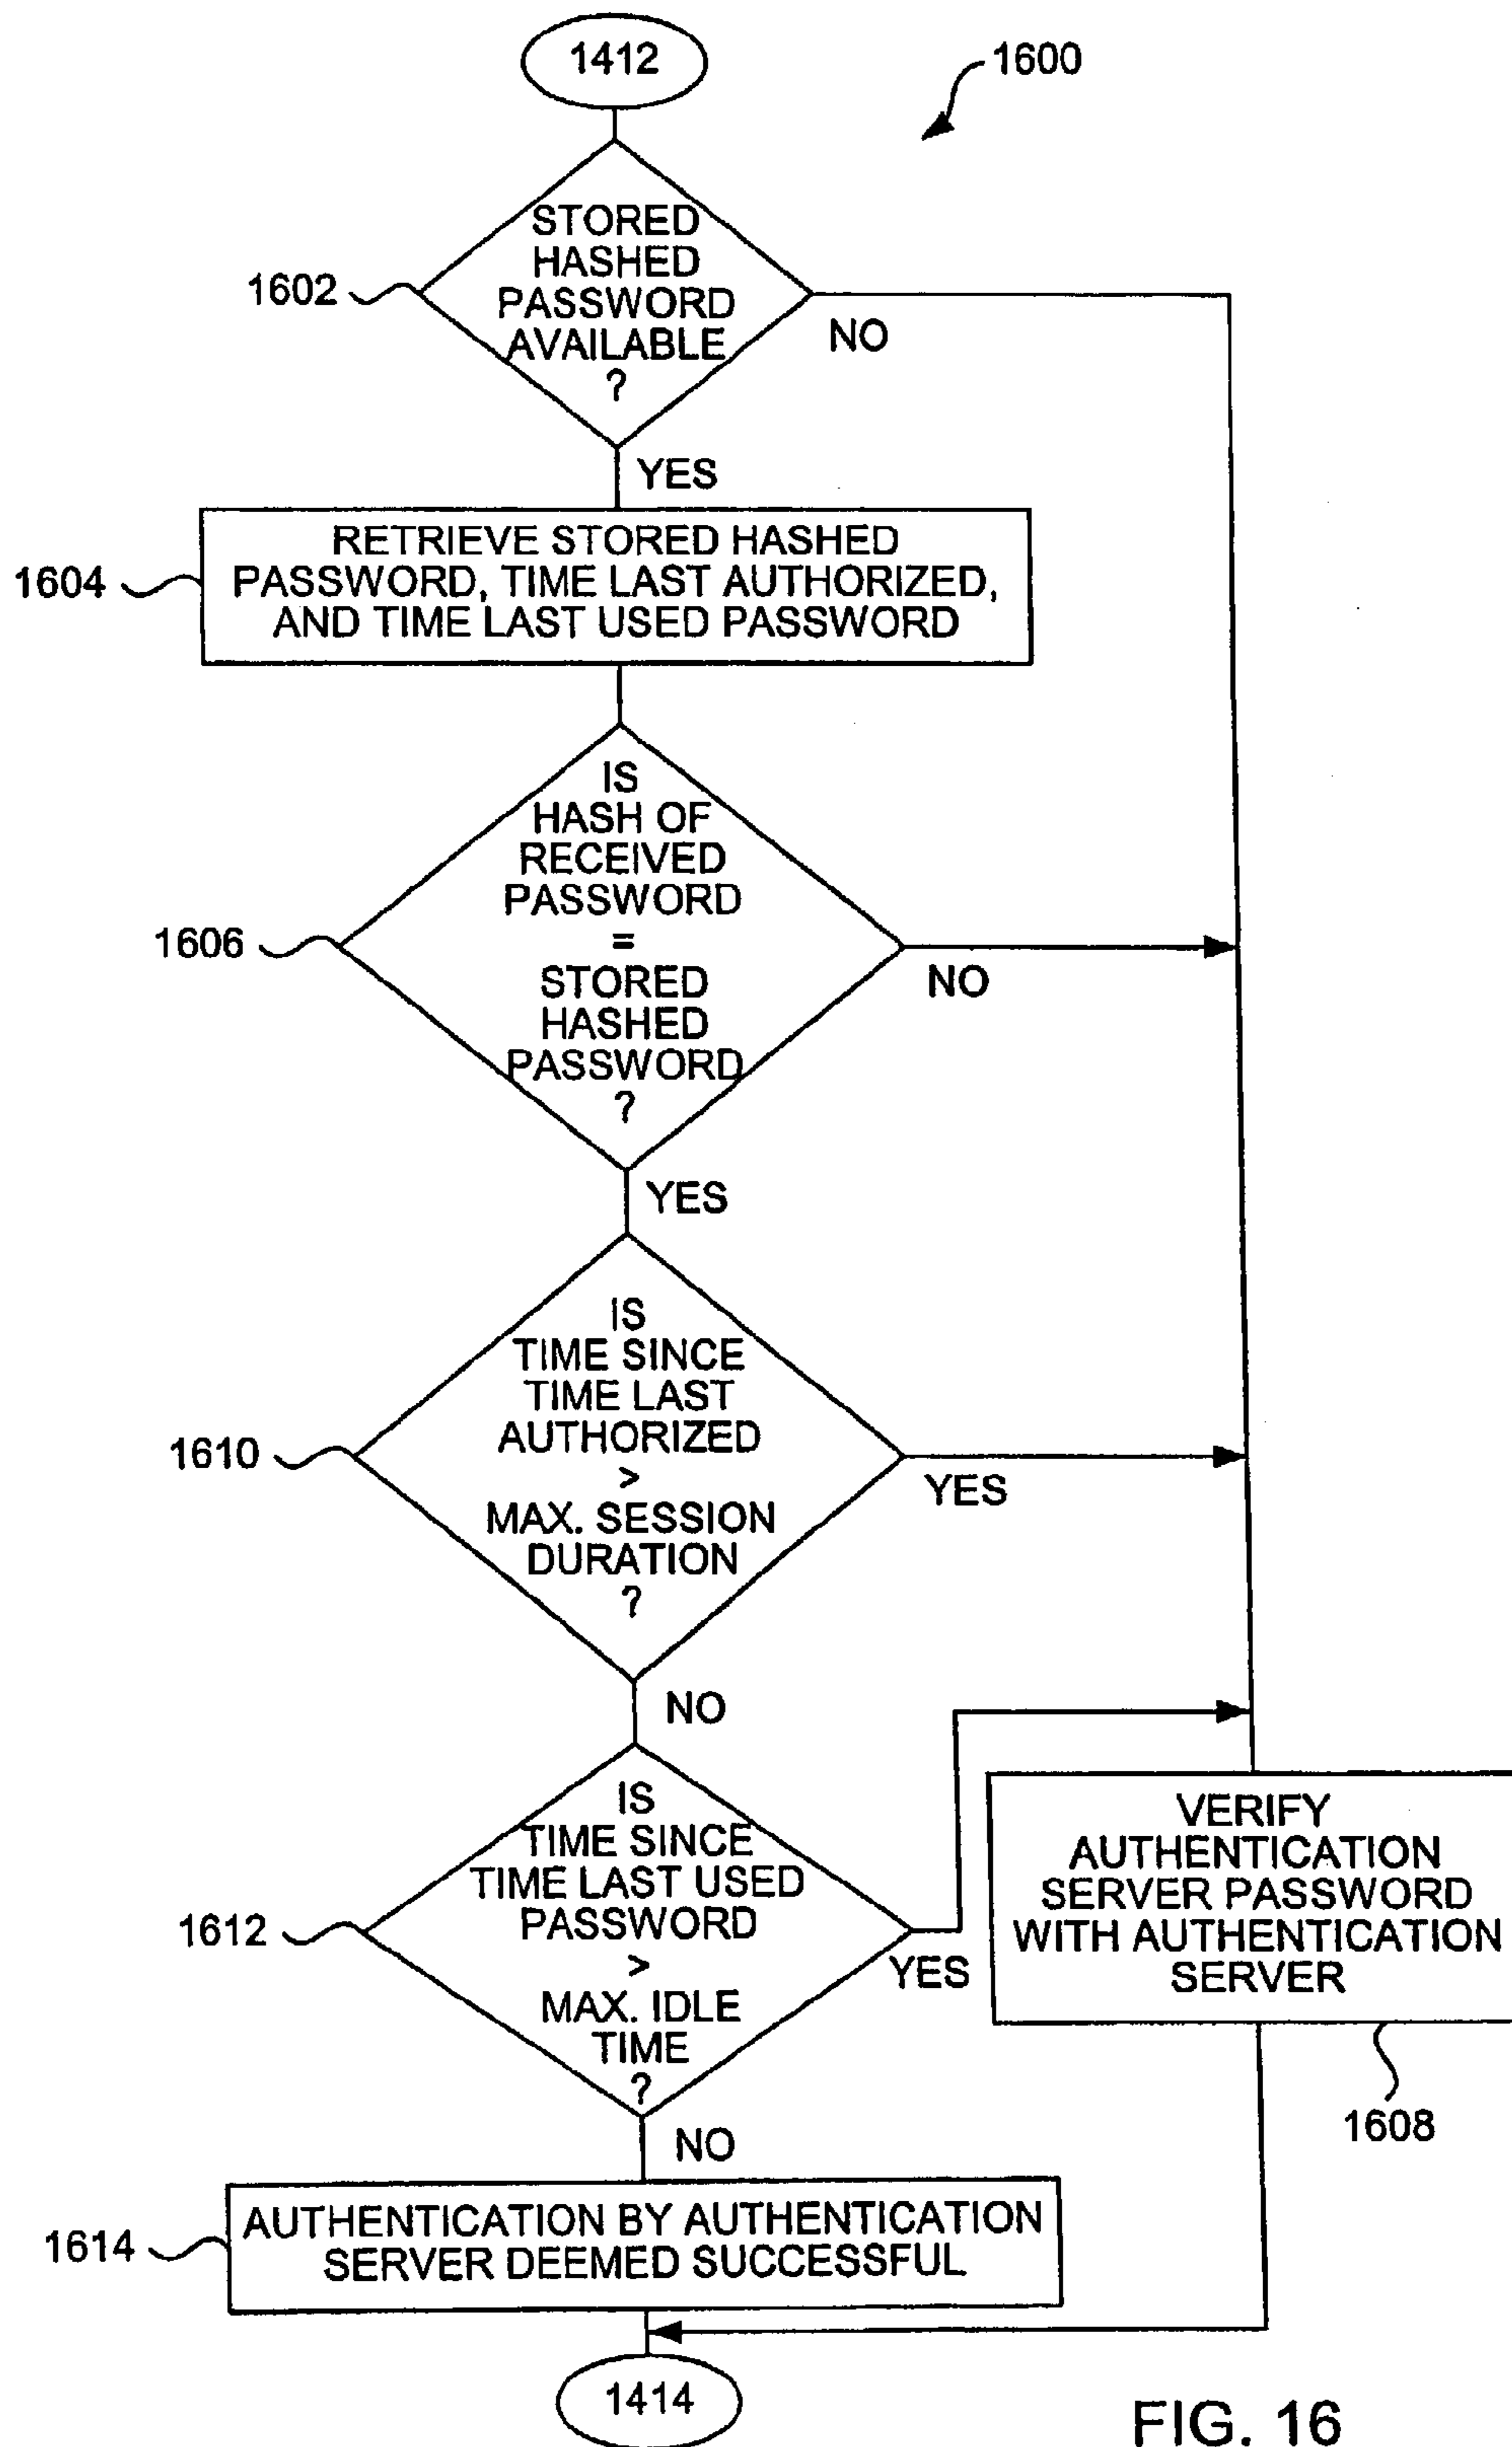 1412
1600
STORED
HASHED
PASSWORD
AVAILABLE
?
1602
NO
YES
RETRIEVE STORED HASHED
PASSWORD, TIME LAST AUTHORIZED,
AND TIME LAST USED PASSWORD
1604
IS
HASH OF
RECEIVED
PASSWORD
=
STORED
HASHED
PASSWORD
?
1606
NO
YES
IS
TIME SINCE
TIME LAST
AUTHORIZED
>
MAX. SESSION
DURATION
?
1610
YES
NO
IS
TIME SINCE
TIME LAST USED
PASSWORD
>
MAX. IDLE
TIME
?
1612
YES
VERIFY
AUTHENTICATION
SERVER PASSWORD
WITH AUTHENTICATION
SERVER
1608
NO
AUTHENTICATION BY AUTHENTICATION
SERVER DEEMED SUCCESSFUL
1614
1414
FIG. 16